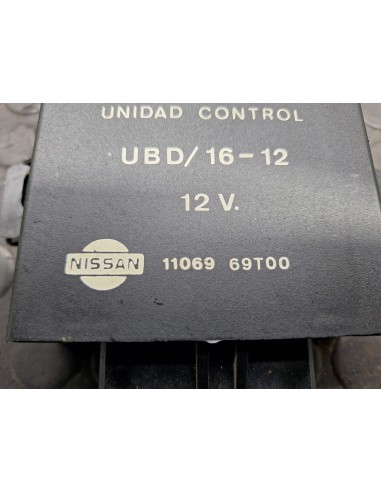 UNIDAD CONTROL
UBD/16-12
12 V.
NISSAN 11069 69T00